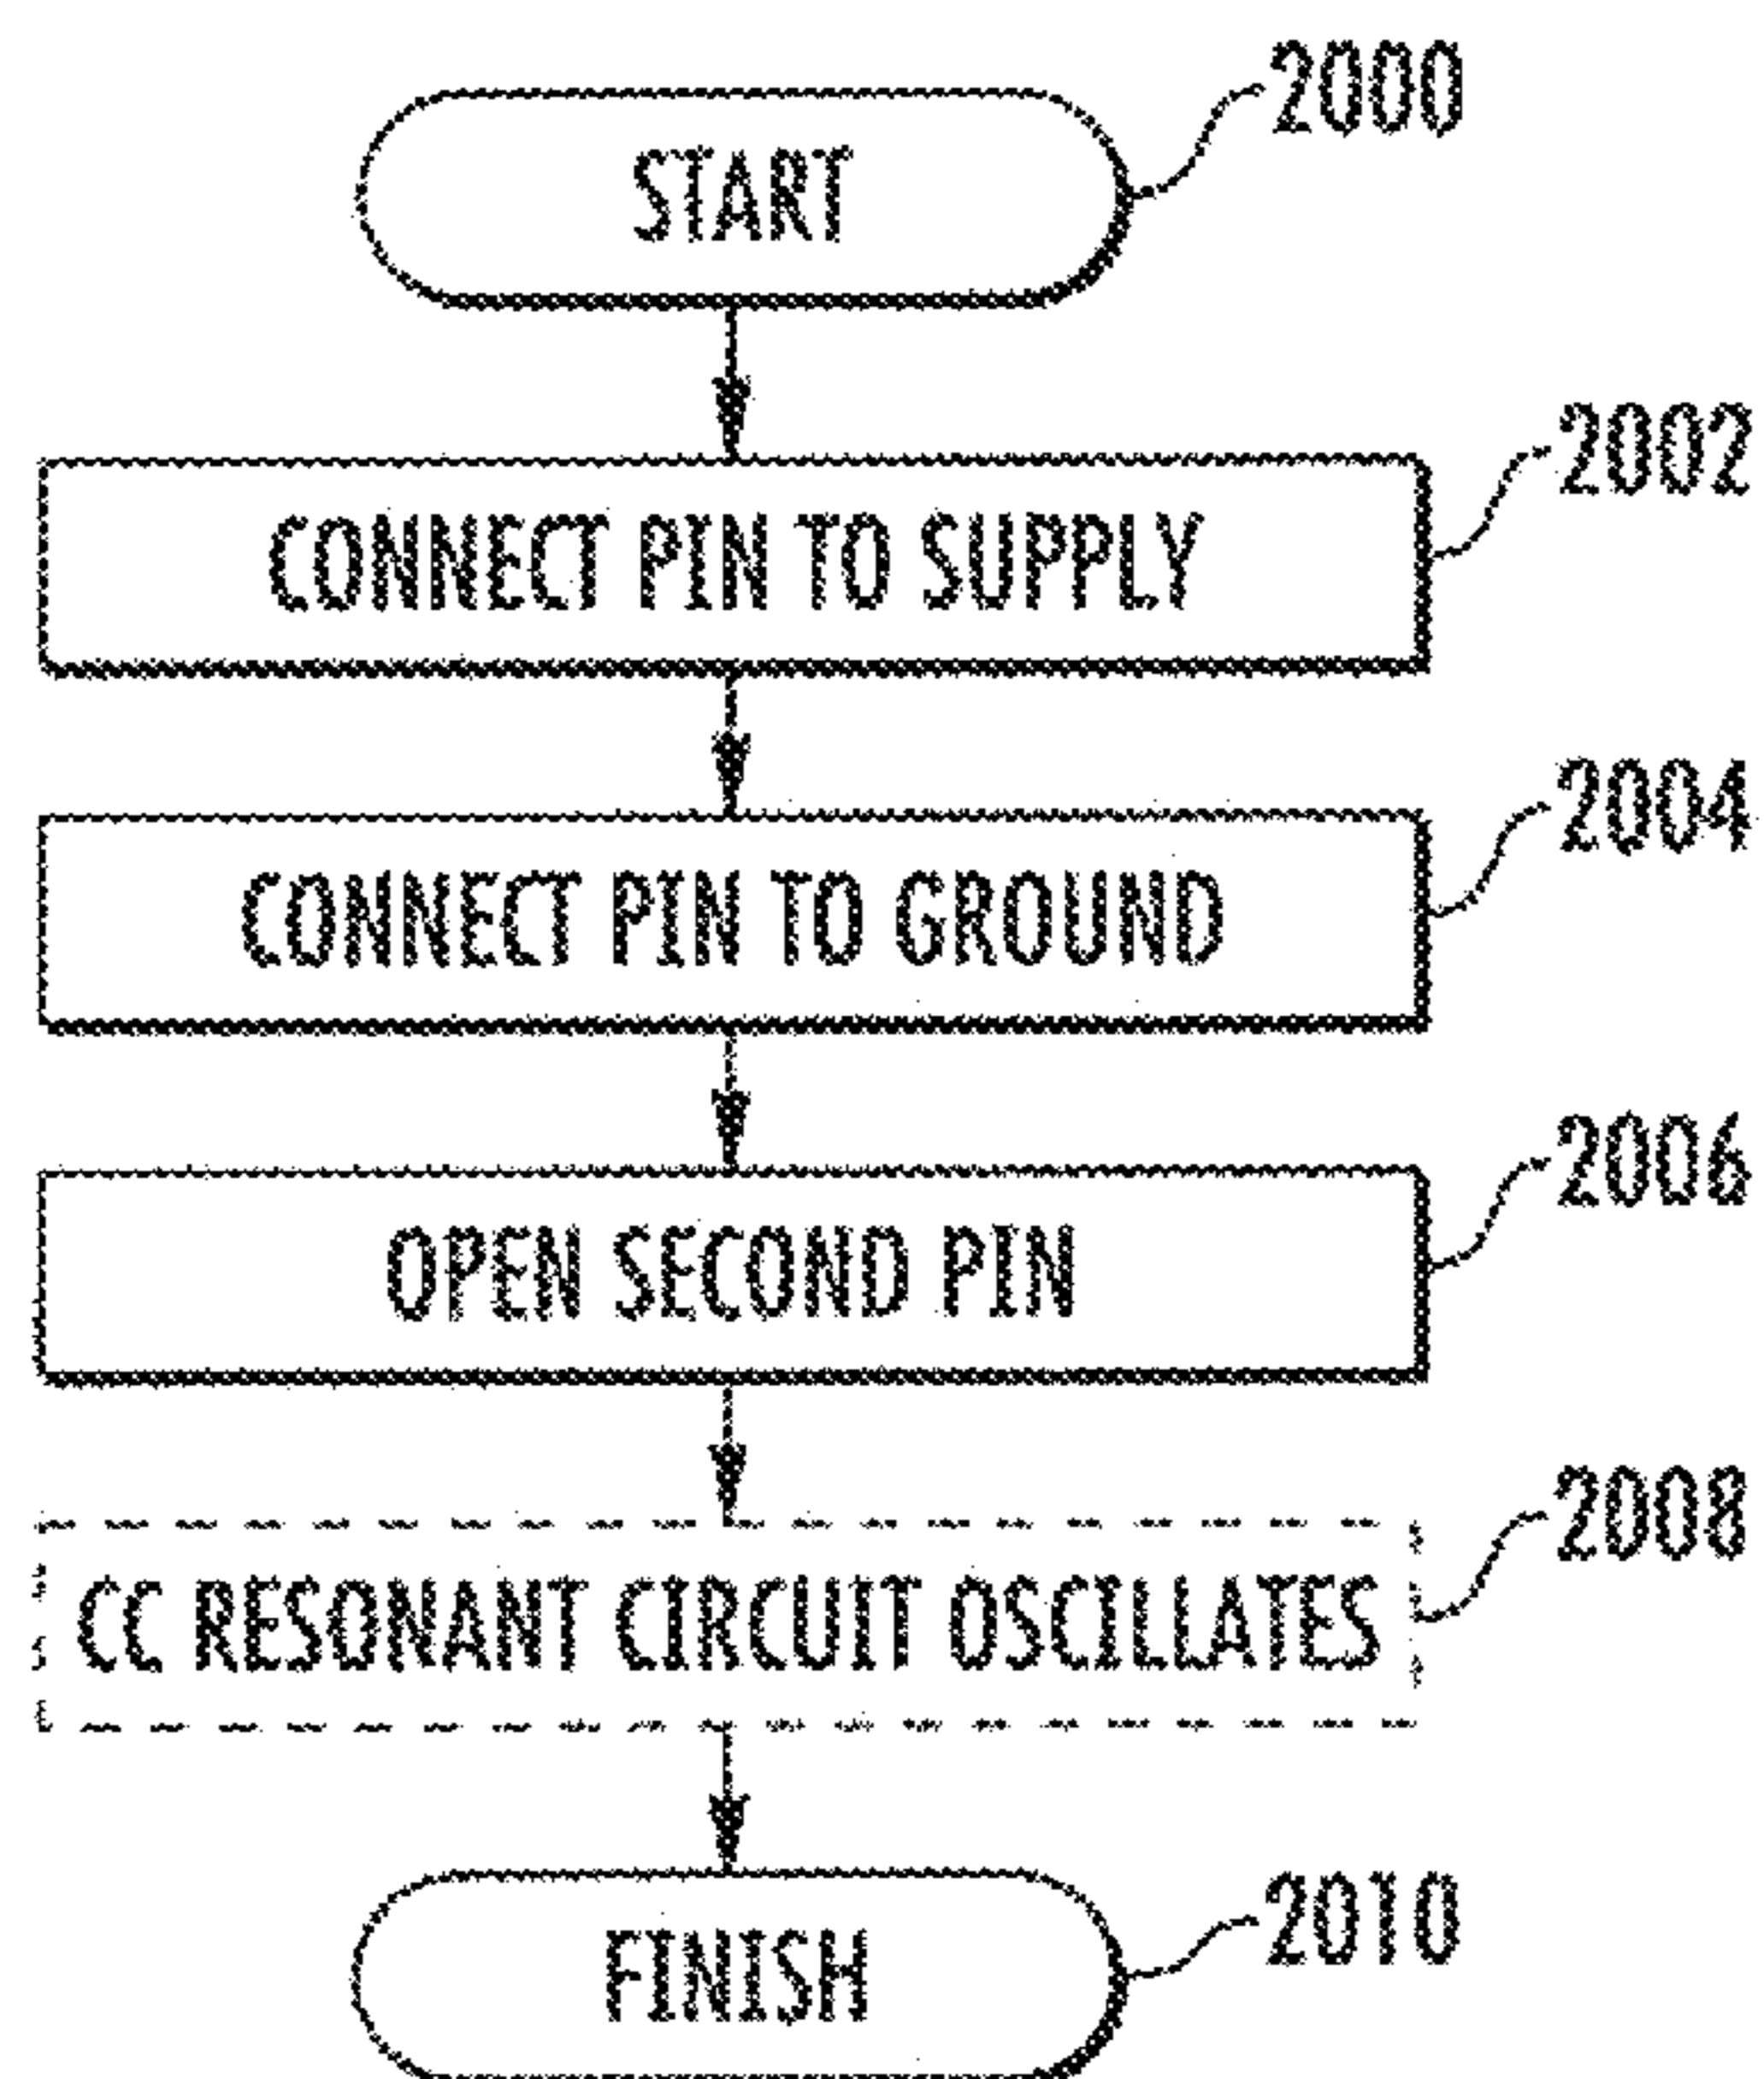 START
2000
CONNECT PIN TO SUPPLY
2002
CONNECT PIN TO GROUND
2004
OPEN SECOND PIN
2006
CC RESONANT CIRCUIT OSCILLATES
2008
FINISH
2010